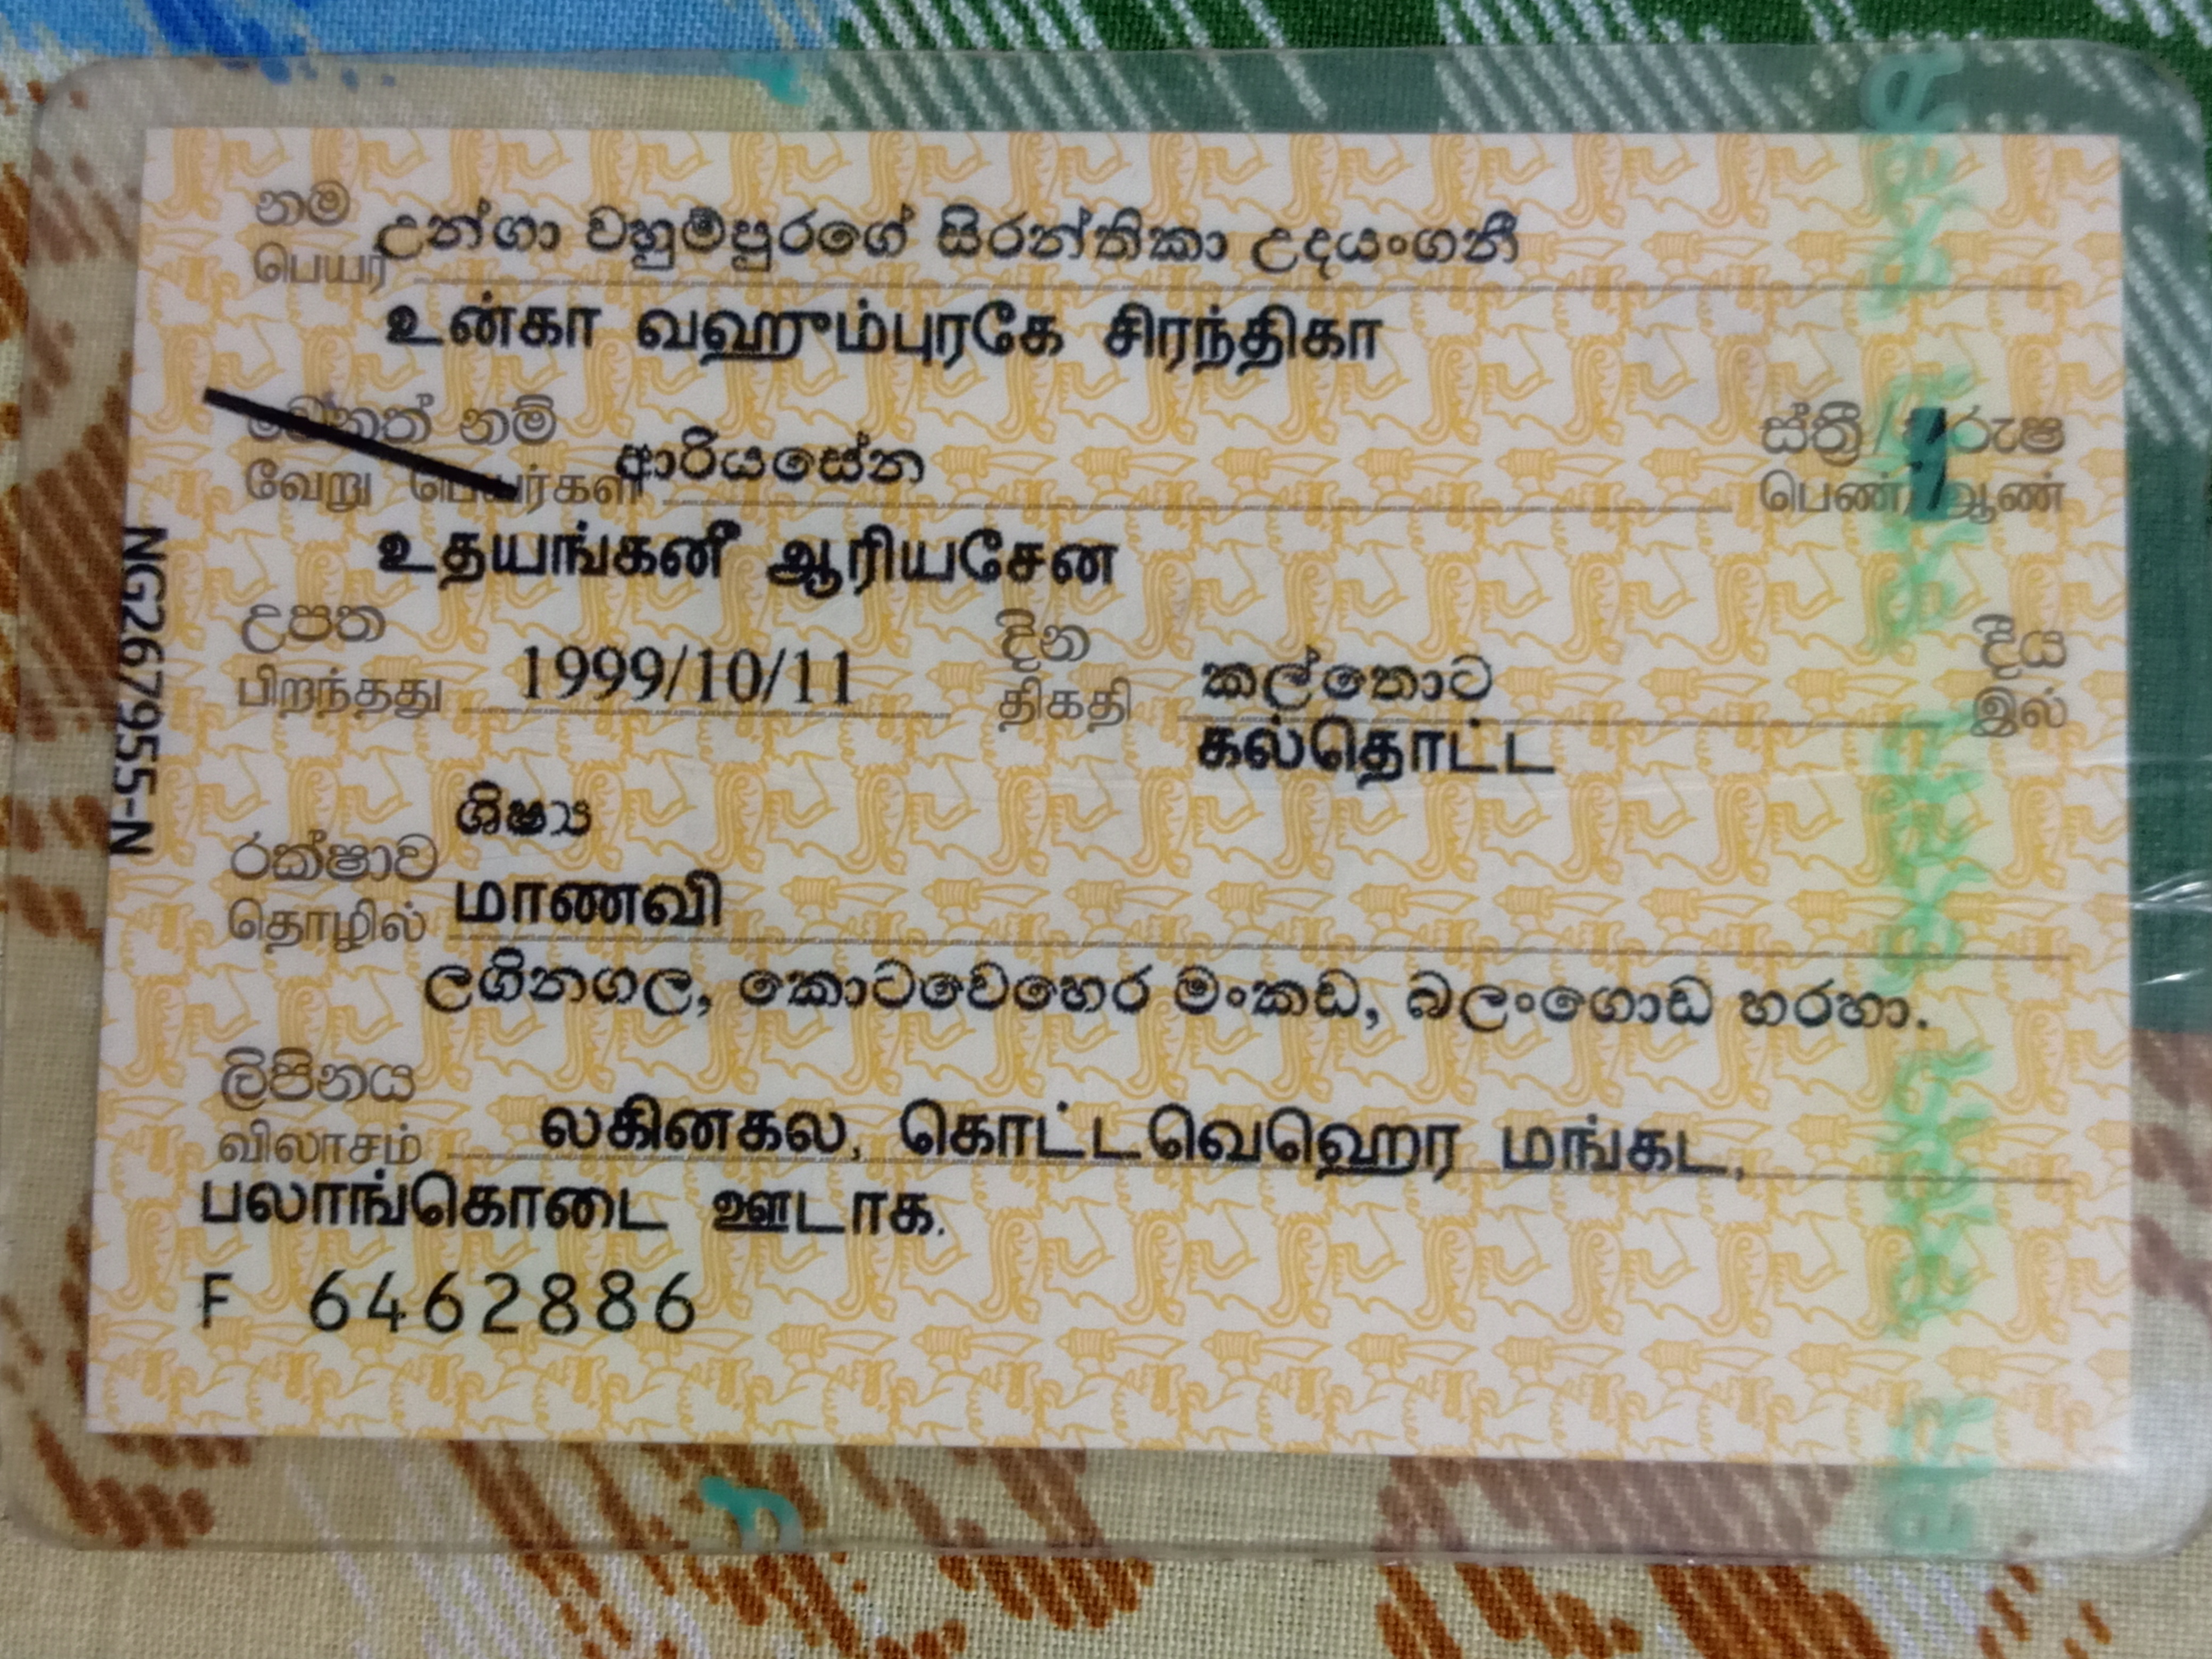 නම උන්ගා වහුම්පුරගේ සිරන්තිකා උදයංගනී
பெயர்
உன்கா வஹும்புரகே சிரந்திகா
වෙනත් නම් ආරියසේන ස්ත්‍රී/පුරුෂ
வேறு பெயர்கள் பெண்/ஆண்
உதயங்கனீ ஆரியசேன
උපත 1999/10/11 දින කල්තොට දීය
பிறந்தது திகதி கல்தொட்ட இல்
ශිෂ්‍ය
රක්ෂාව
தொழில் மாணவி
ලගිනගල, කොටවෙහෙර මංකඩ, බලංගොඩ හරහා.
ලිපිනය
விலாசம் லகினகல, கொட்டவெஹெர மங்கட,
பலாங்கொடை ஊடாக.
F 6462886
NG2679555-N